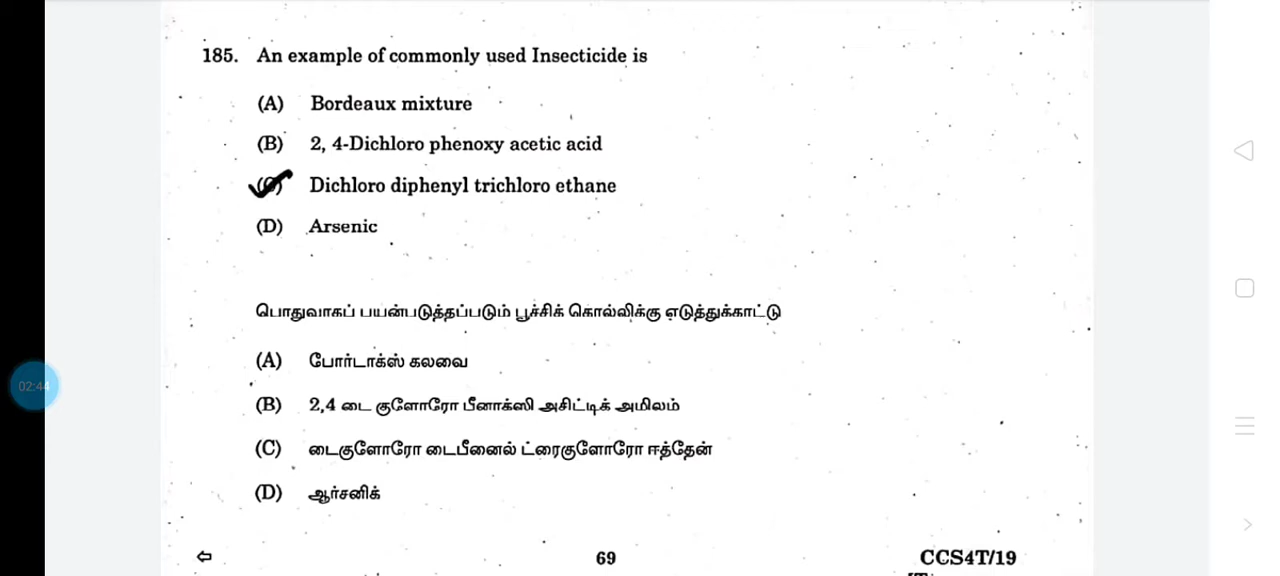 185. An example of commonly used Insecticide is
(A) Bordeaux mixture
(B) 2, 4-Dichloro phenoxy acetic acid
(C) Dichloro diphenyl trichloro ethane
(D) Arsenic
பொதுவாகப் பயன்படுத்தப்படும் பூச்சிக் கொல்லிக்கு எடுத்துக்காட்டு
(A) போர்டாக்ஸ் கலவை
(B) 2,4 டை குளோரோ பீனாக்ஸி அசிட்டிக் அமிலம்
(C) டைகுளோரோ டைபீனைல் ட்ரைகுளோரோ ஈத்தேன்
(D) ஆர்சனிக்
02:44
⇦ 69 CCS4T/19